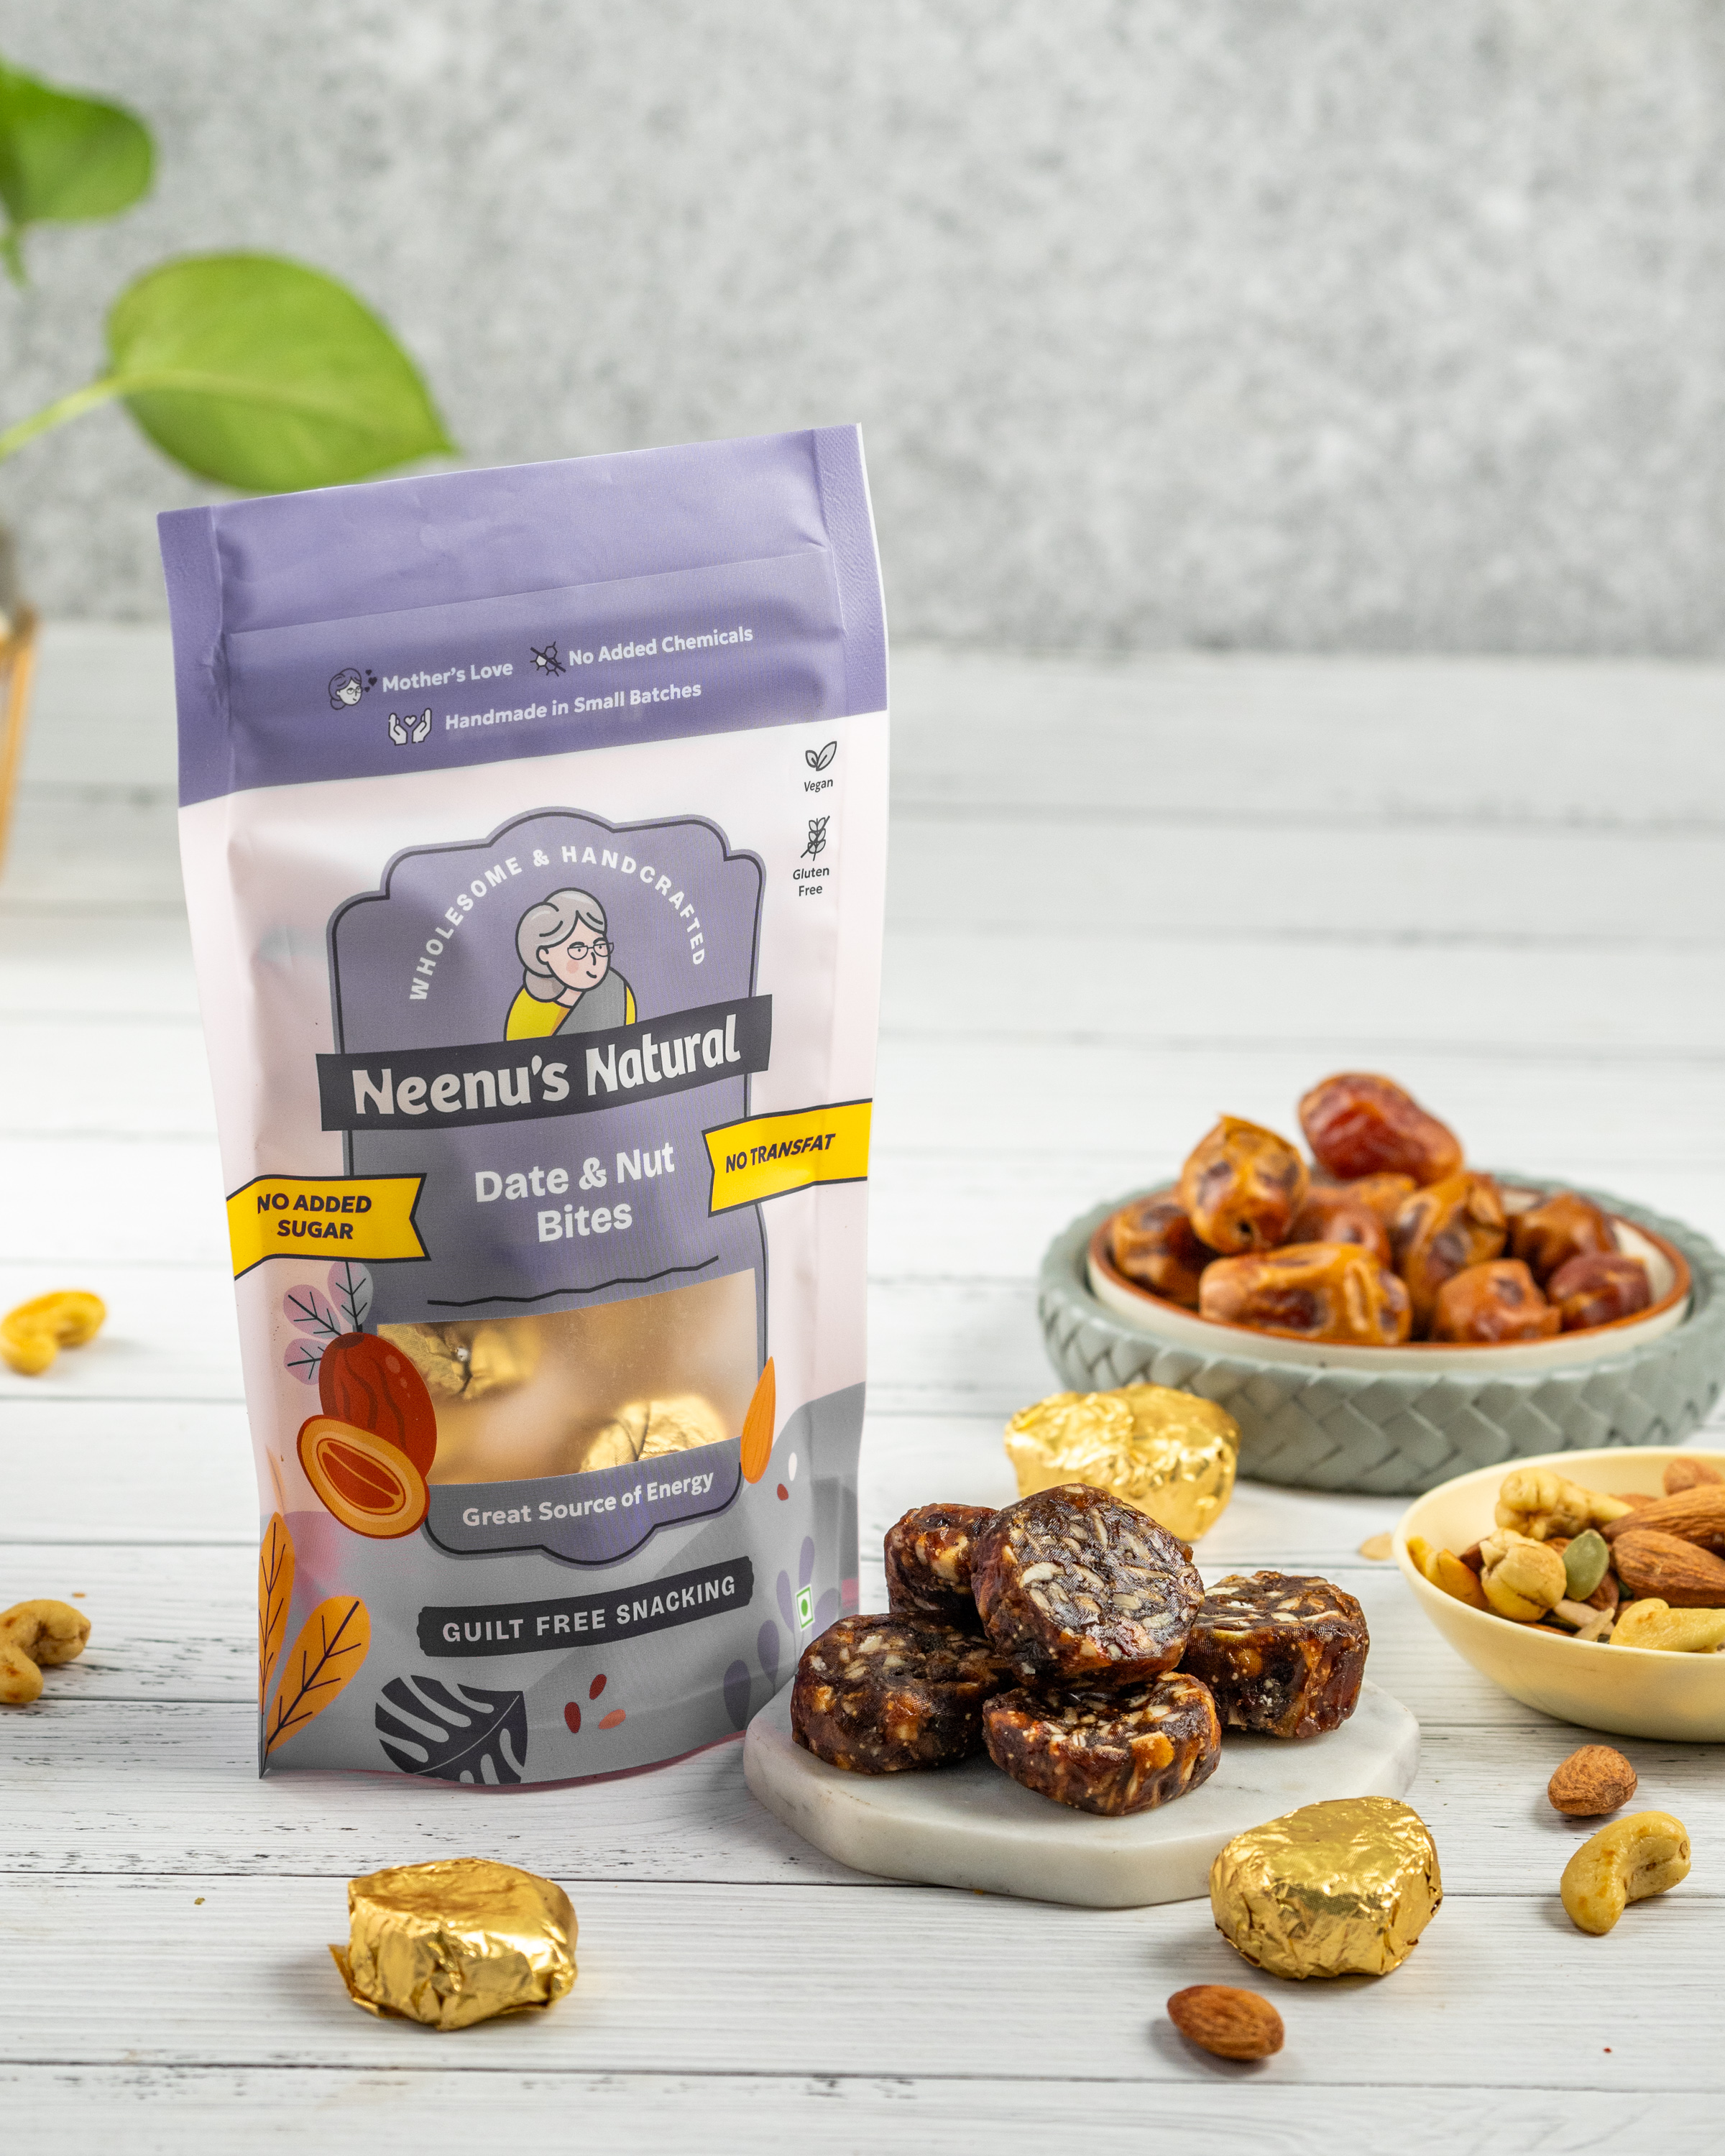 Mother's Love
No Added Chemicals
Handmade in Small Batches
Vegan
Gluten
Free
WHOLESOME & HANDCRAFTED
Neenu's Natural
NO TRANSFAT
Date & Nut
Bites
NO ADDED
SUGAR
Great Source of Energy
GUILT FREE SNACKING